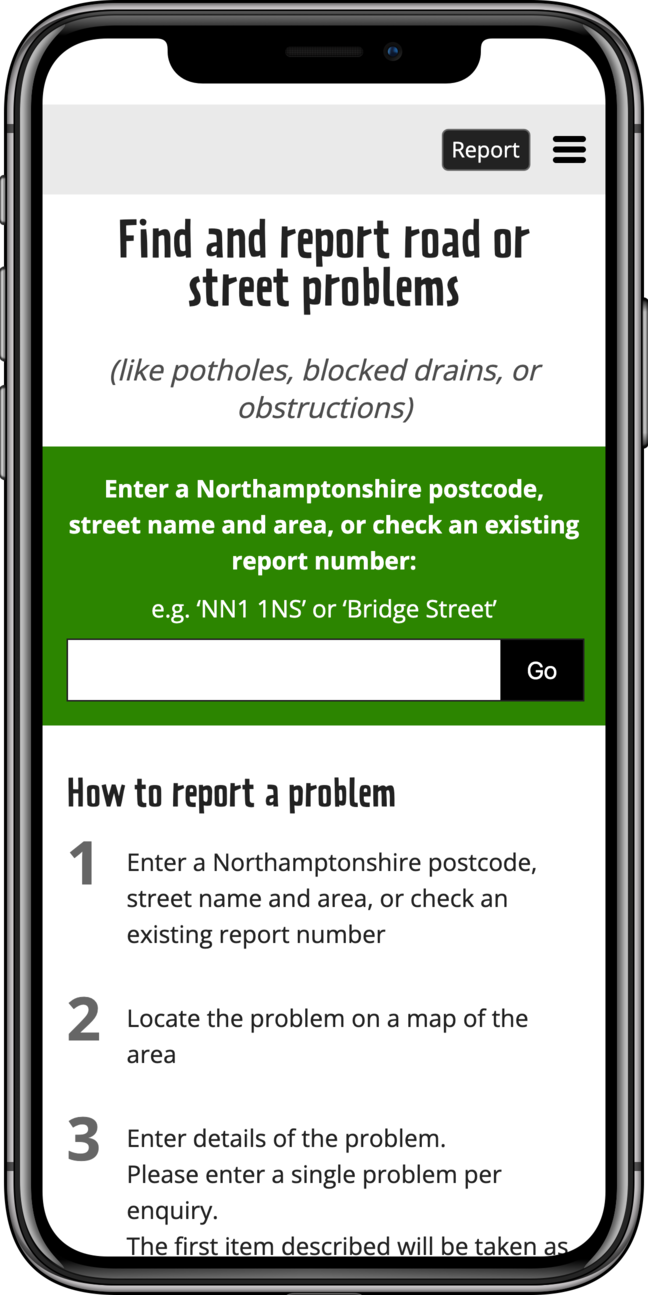 Report
Find and report road or
street problems
(like potholes, blocked drains, or
obstructions)
Enter a Northamptonshire postcode,
street name and area, or check an existing
report number:
e.g. ‘NN1 1NS’ or ‘Bridge Street’
Go
How to report a problem
1 Enter a Northamptonshire postcode,
street name and area, or check an
existing report number
2 Locate the problem on a map of the
area
3 Enter details of the problem.
Please enter a single problem per
enquiry.
The first item described will be taken as